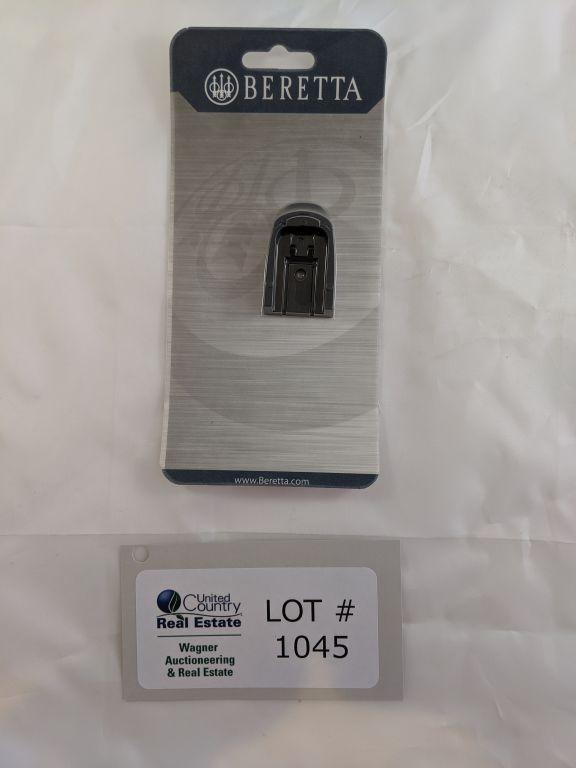 BERETTA
www.Beretta.com
United
Country
Real Estate
Wagner
Auctioneering
& Real Estate
LOT #
1045